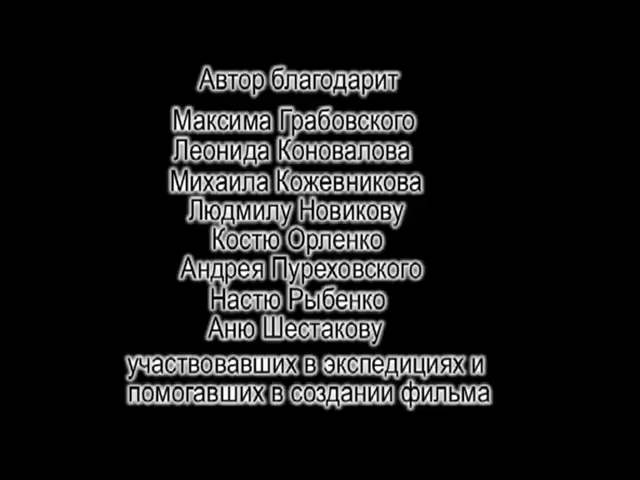 Автор благодарит
Максима Грабовского
Леонида Коновалова
Михаила Кожевникова
Людмилу Новикову
Костю Орленко
Андрея Пуреховского
Настю Рыбенко
Аню Шестакову
участвовавших в экспедициях и
помогавших в создании фильма